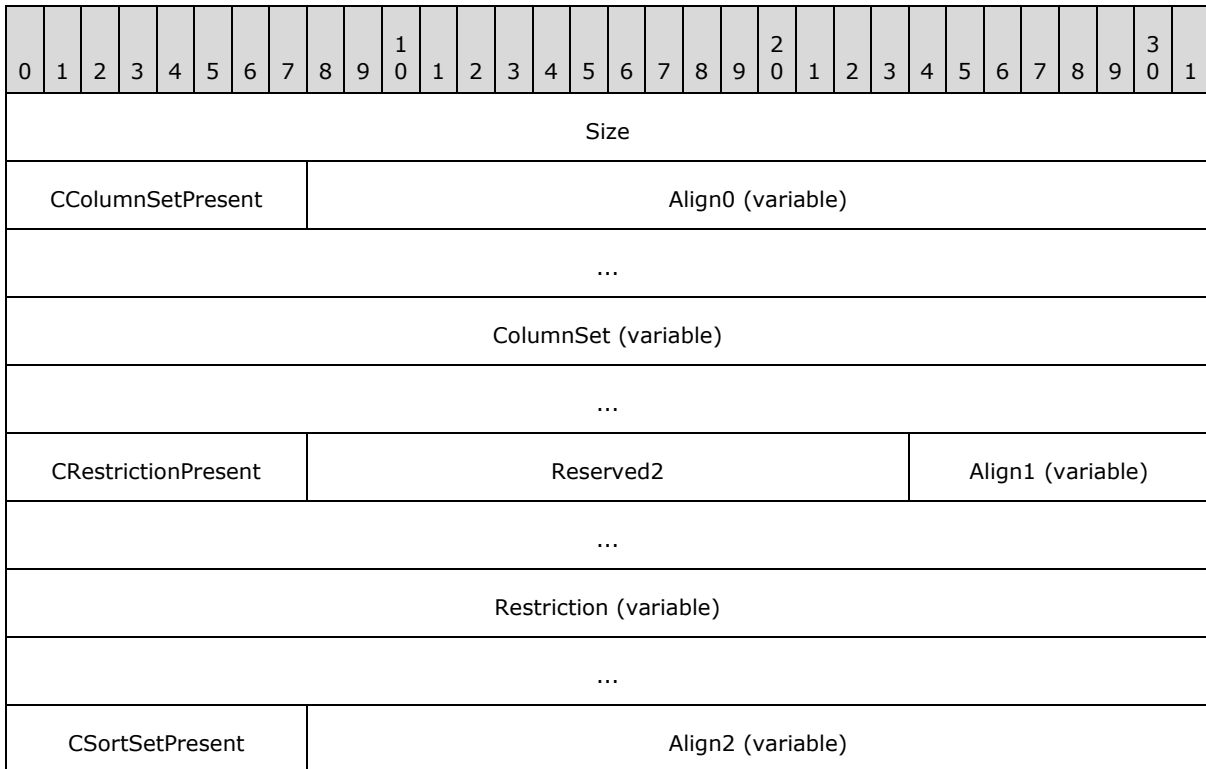 1 2 3
0 1 2 3 4 5 6 7 8 9 0 1 2 3 4 5 6 7 8 9 0 1 2 3 4 5 6 7 8 9 0 1
Size
CColumnSetPresent Align0 (variable)
...
ColumnSet (variable)
...
CRestrictionPresent Reserved2 Align1 (variable)
...
Restriction (variable)
...
CSortSetPresent Align2 (variable)